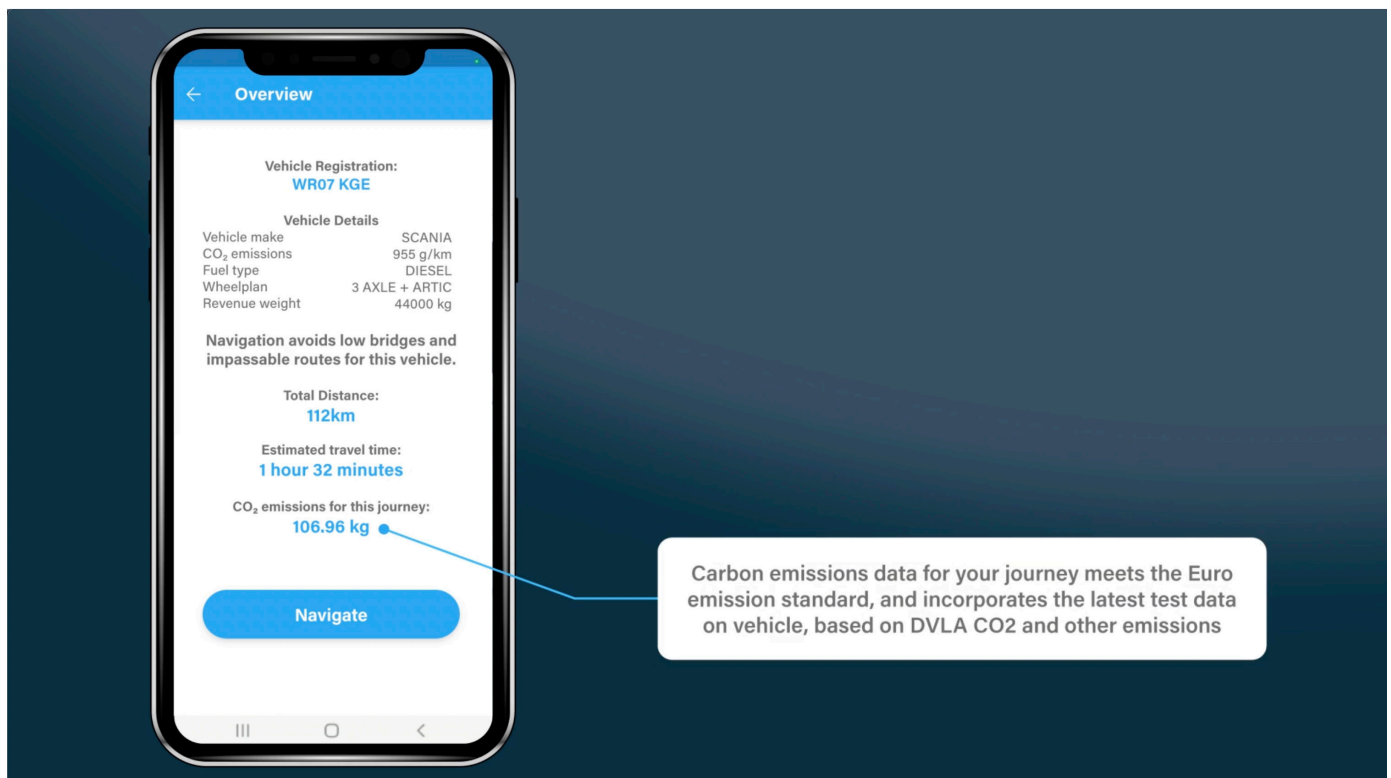 Overview
Vehicle Registration:
WR07 KGE
Vehicle Details
Vehicle make SCANIA
CO₂ emissions 955 g/km
Fuel type DIESEL
Wheelplan 3 AXLE + ARTIC
Revenue weight 44000 kg
Navigation avoids low bridges and
impassable routes for this vehicle.
Total Distance:
112km
Estimated travel time:
1 hour 32 minutes
CO₂ emissions for this journey:
106.96 kg
Navigate
Carbon emissions data for your journey meets the Euro
emission standard, and incorporates the latest test data
on vehicle, based on DVLA CO2 and other emissions